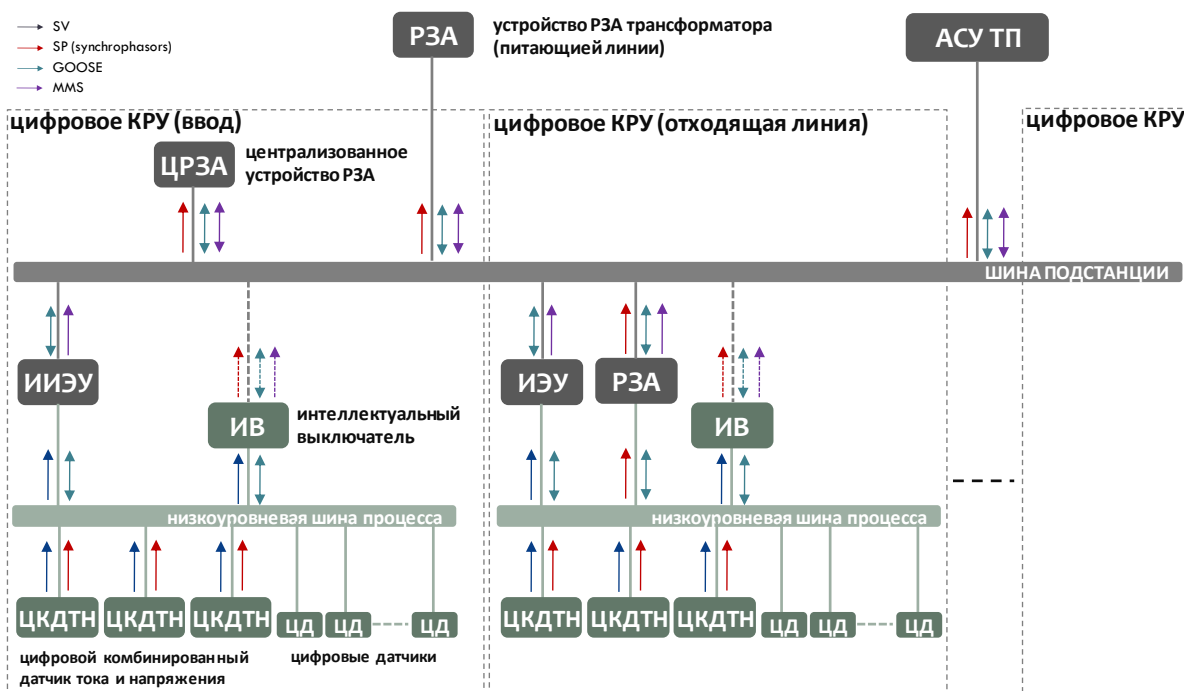 SV
SP (synchrophasors)
GOOSE
MMS
РЗА
устройство РЗА трансформатора
(питающией линии)
АСУ ТП
цифровое КРУ (ввод)
цифровое КРУ (отходящая линия)
цифровое КРУ
ЦРЗА
централизованное
устройство РЗА
ШИНА ПОДСТАНЦИИ
ИИЭУ
ИВ
интеллектуальный
выключатель
ИЭУ
РЗА
ИВ
низкоуровневая шина процесса
низкоуровневая шина процесса
ЦКДТН
ЦКДТН
ЦКДТН
ЦД
ЦД
ЦД
ЦКДТН
ЦКДТН
ЦКДТН
ЦД
ЦД
ЦД
цифровой комбинированный
датчик тока и напряжения
цифровые датчики